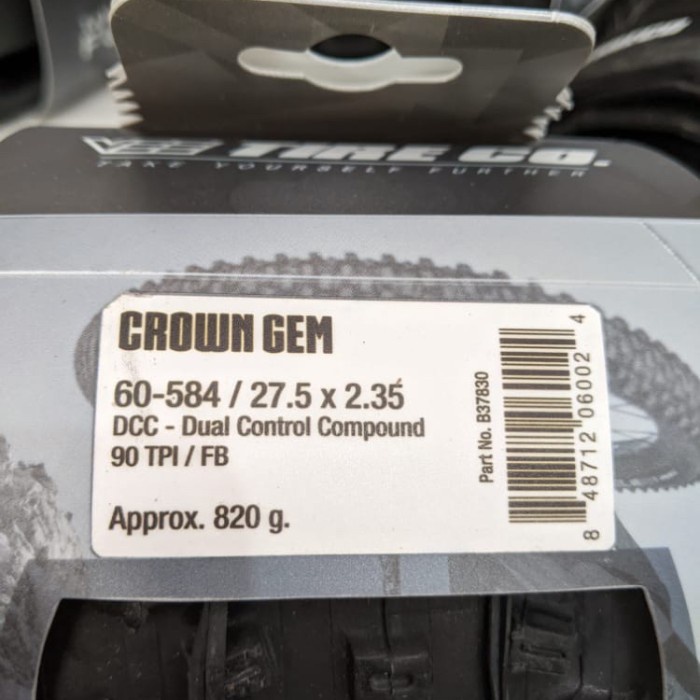 VEE TIRE CO.
TAKE YOURSELF FURTHER
CROWN GEM
60-584 / 27.5 x 2.35
DCC - Dual Control Compound
90 TPI / FB
Approx. 820 g.
Part No. B37830
8 48712 06002 4